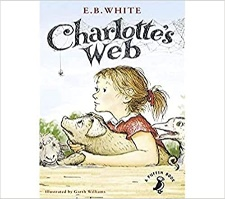 E.B. WHITE
Charlotte's
Web
Illustrated by Garth Williams
A PUFFIN BOOK